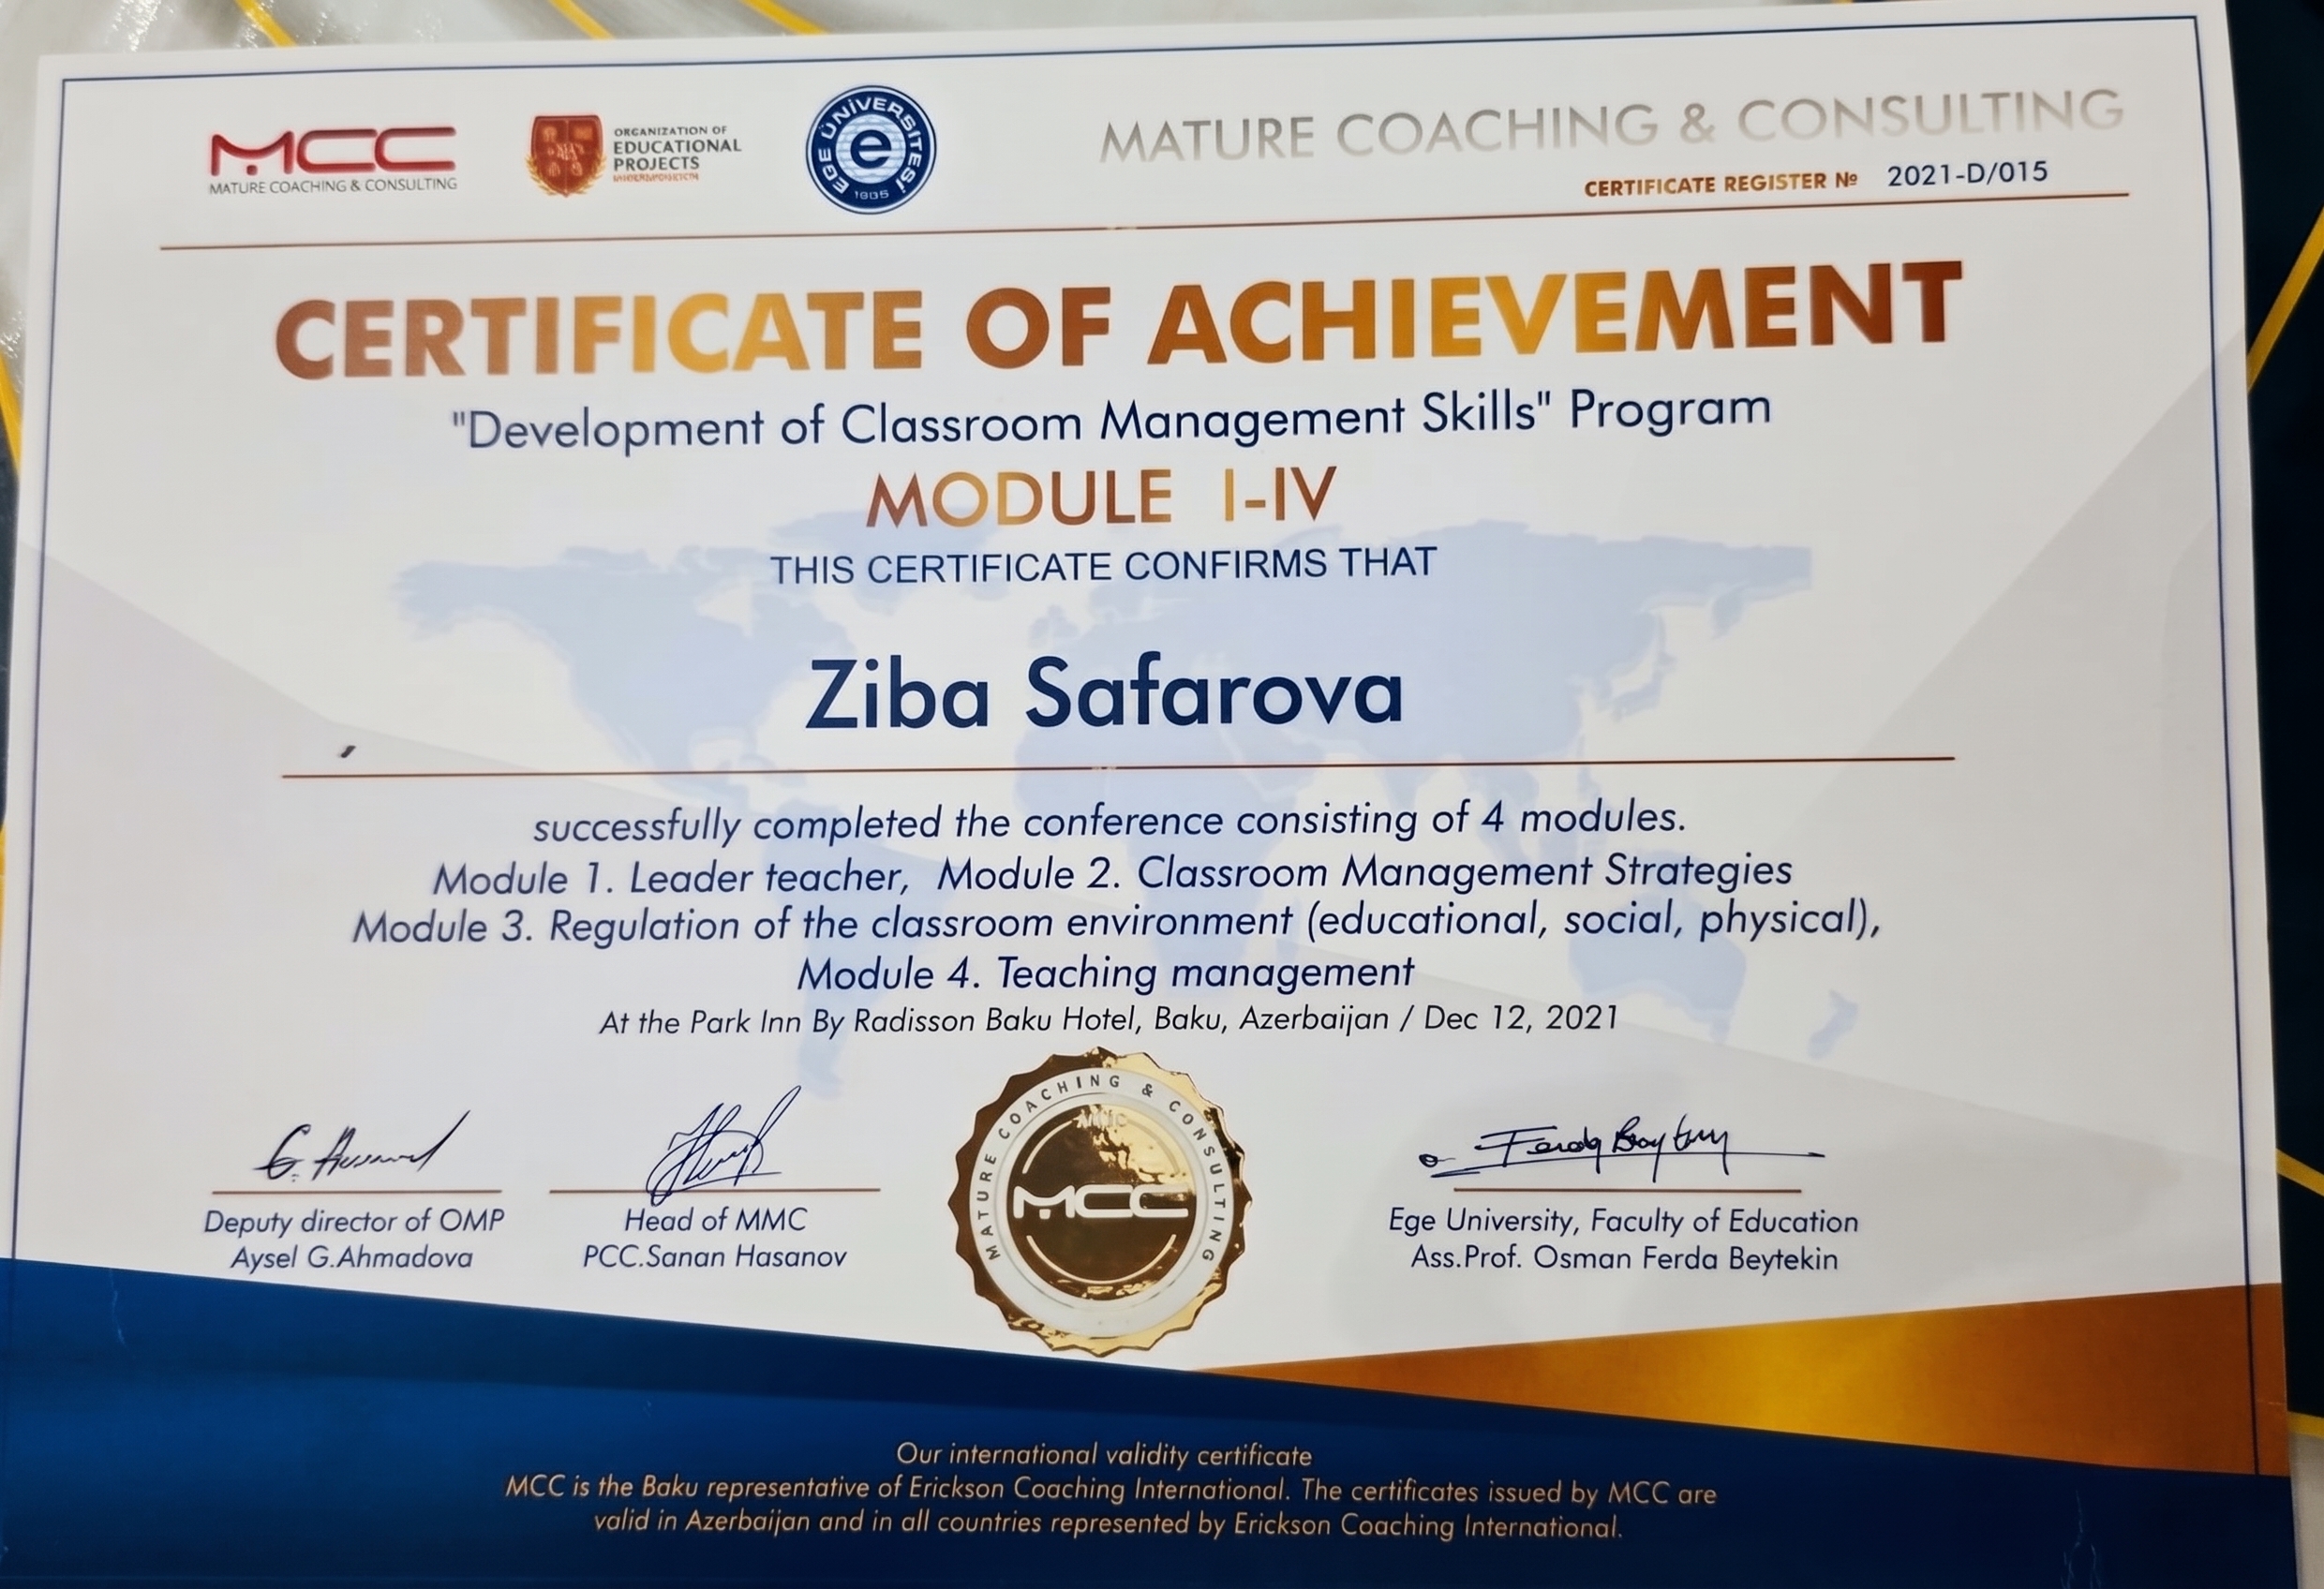 MCC
MATURE COACHING & CONSULTING
ORGANIZATION OF
EDUCATIONAL
PROJECTS
EGE ÜNİVERSİTESİ
e
1955
MATURE COACHING & CONSULTING
CERTIFICATE REGISTER № 2021-D/015
CERTIFICATE OF ACHIEVEMENT
"Development of Classroom Management Skills" Program
MODULE I-IV
THIS CERTIFICATE CONFIRMS THAT
Ziba Safarova
successfully completed the conference consisting of 4 modules.
Module 1. Leader teacher, Module 2. Classroom Management Strategies
Module 3. Regulation of the classroom environment (educational, social, physical),
Module 4. Teaching management
At the Park Inn By Radisson Baku Hotel, Baku, Azerbaijan / Dec 12, 2021
Deputy director of OMP
Aysel G.Ahmadova
Head of MMC
PCC.Sanan Hasanov
MATURE COACHING & CONSULTING
MCC
Ferda Beytekin
Ege University, Faculty of Education
Ass.Prof. Osman Ferda Beytekin
Our international validity certificate
MCC is the Baku representative of Erickson Coaching International. The certificates issued by MCC are
valid in Azerbaijan and in all countries represented by Erickson Coaching International.